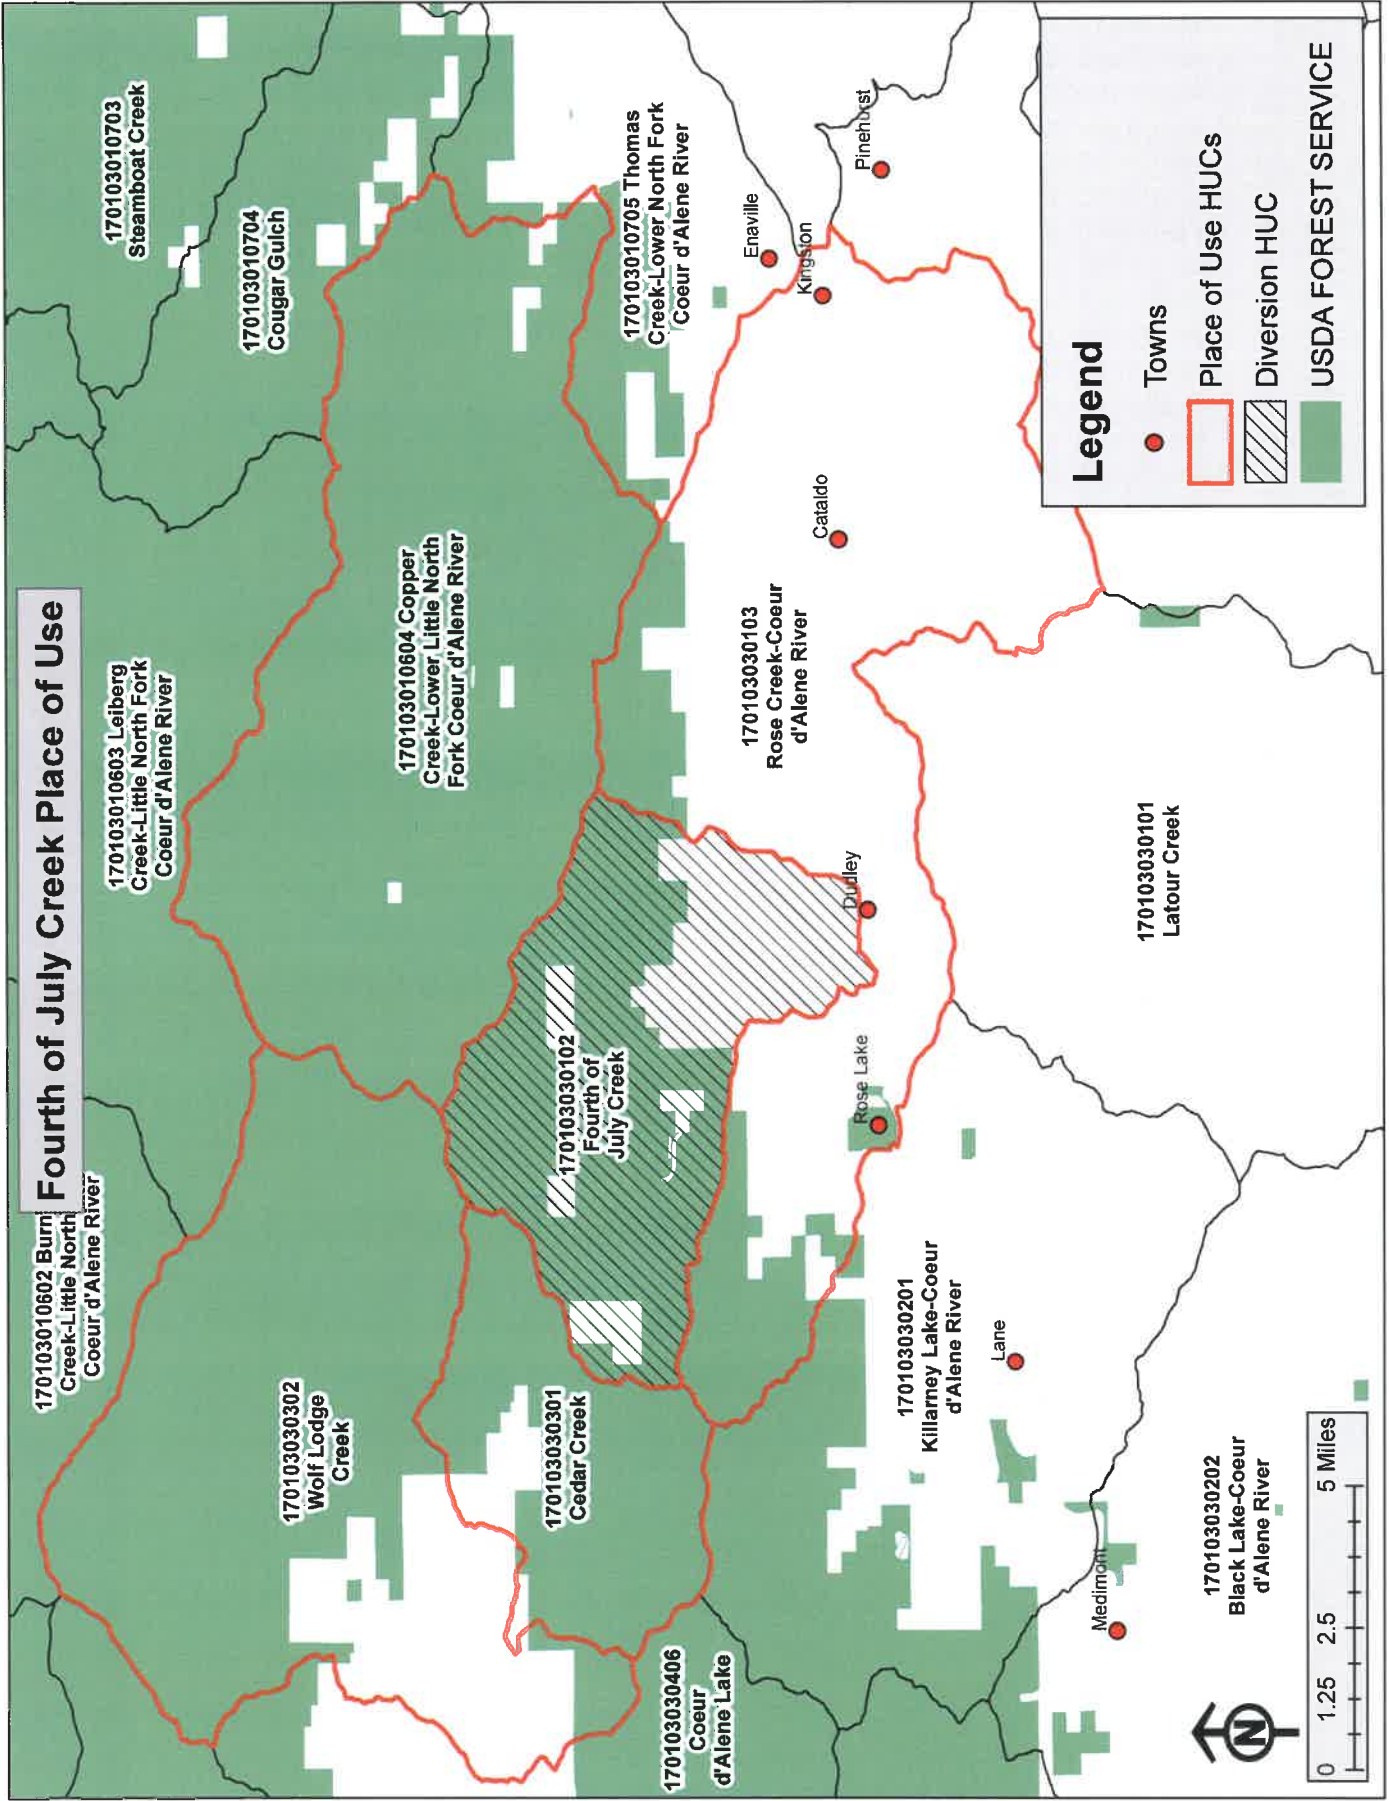 Fourth of July Creek Place of Use
170103010602 Burn
Creek-Little North
Coeur d'Alene River
170103010603 Leiberg
Creek-Little North Fork
Coeur d'Alene River
170103010703
Steamboat Creek
170103010704
Cougar Gulch
170103030302
Wolf Lodge
Creek
170103010604 Copper
Creek-Lower Little North
Fork Coeur d'Alene River
170103010705 Thomas
Creek-Lower North Fork
Coeur d'Alene River
170103030301
Cedar Creek
170103030102
Fourth of
July Creek
170103030406
Coeur
d'Alene Lake
170103030103
Rose Creek-Coeur
d'Alene River
Enaville
Kingston
Pinehurst
Cataldo
Dudley
Rose Lake
170103030201
Killarney Lake-Coeur
d'Alene River
Lane
170103030101
Latour Creek
Medimont
170103030202
Black Lake-Coeur
d'Alene River
N
0 1.25 2.5 5 Miles
Legend
Towns
Place of Use HUCs
Diversion HUC
USDA FOREST SERVICE